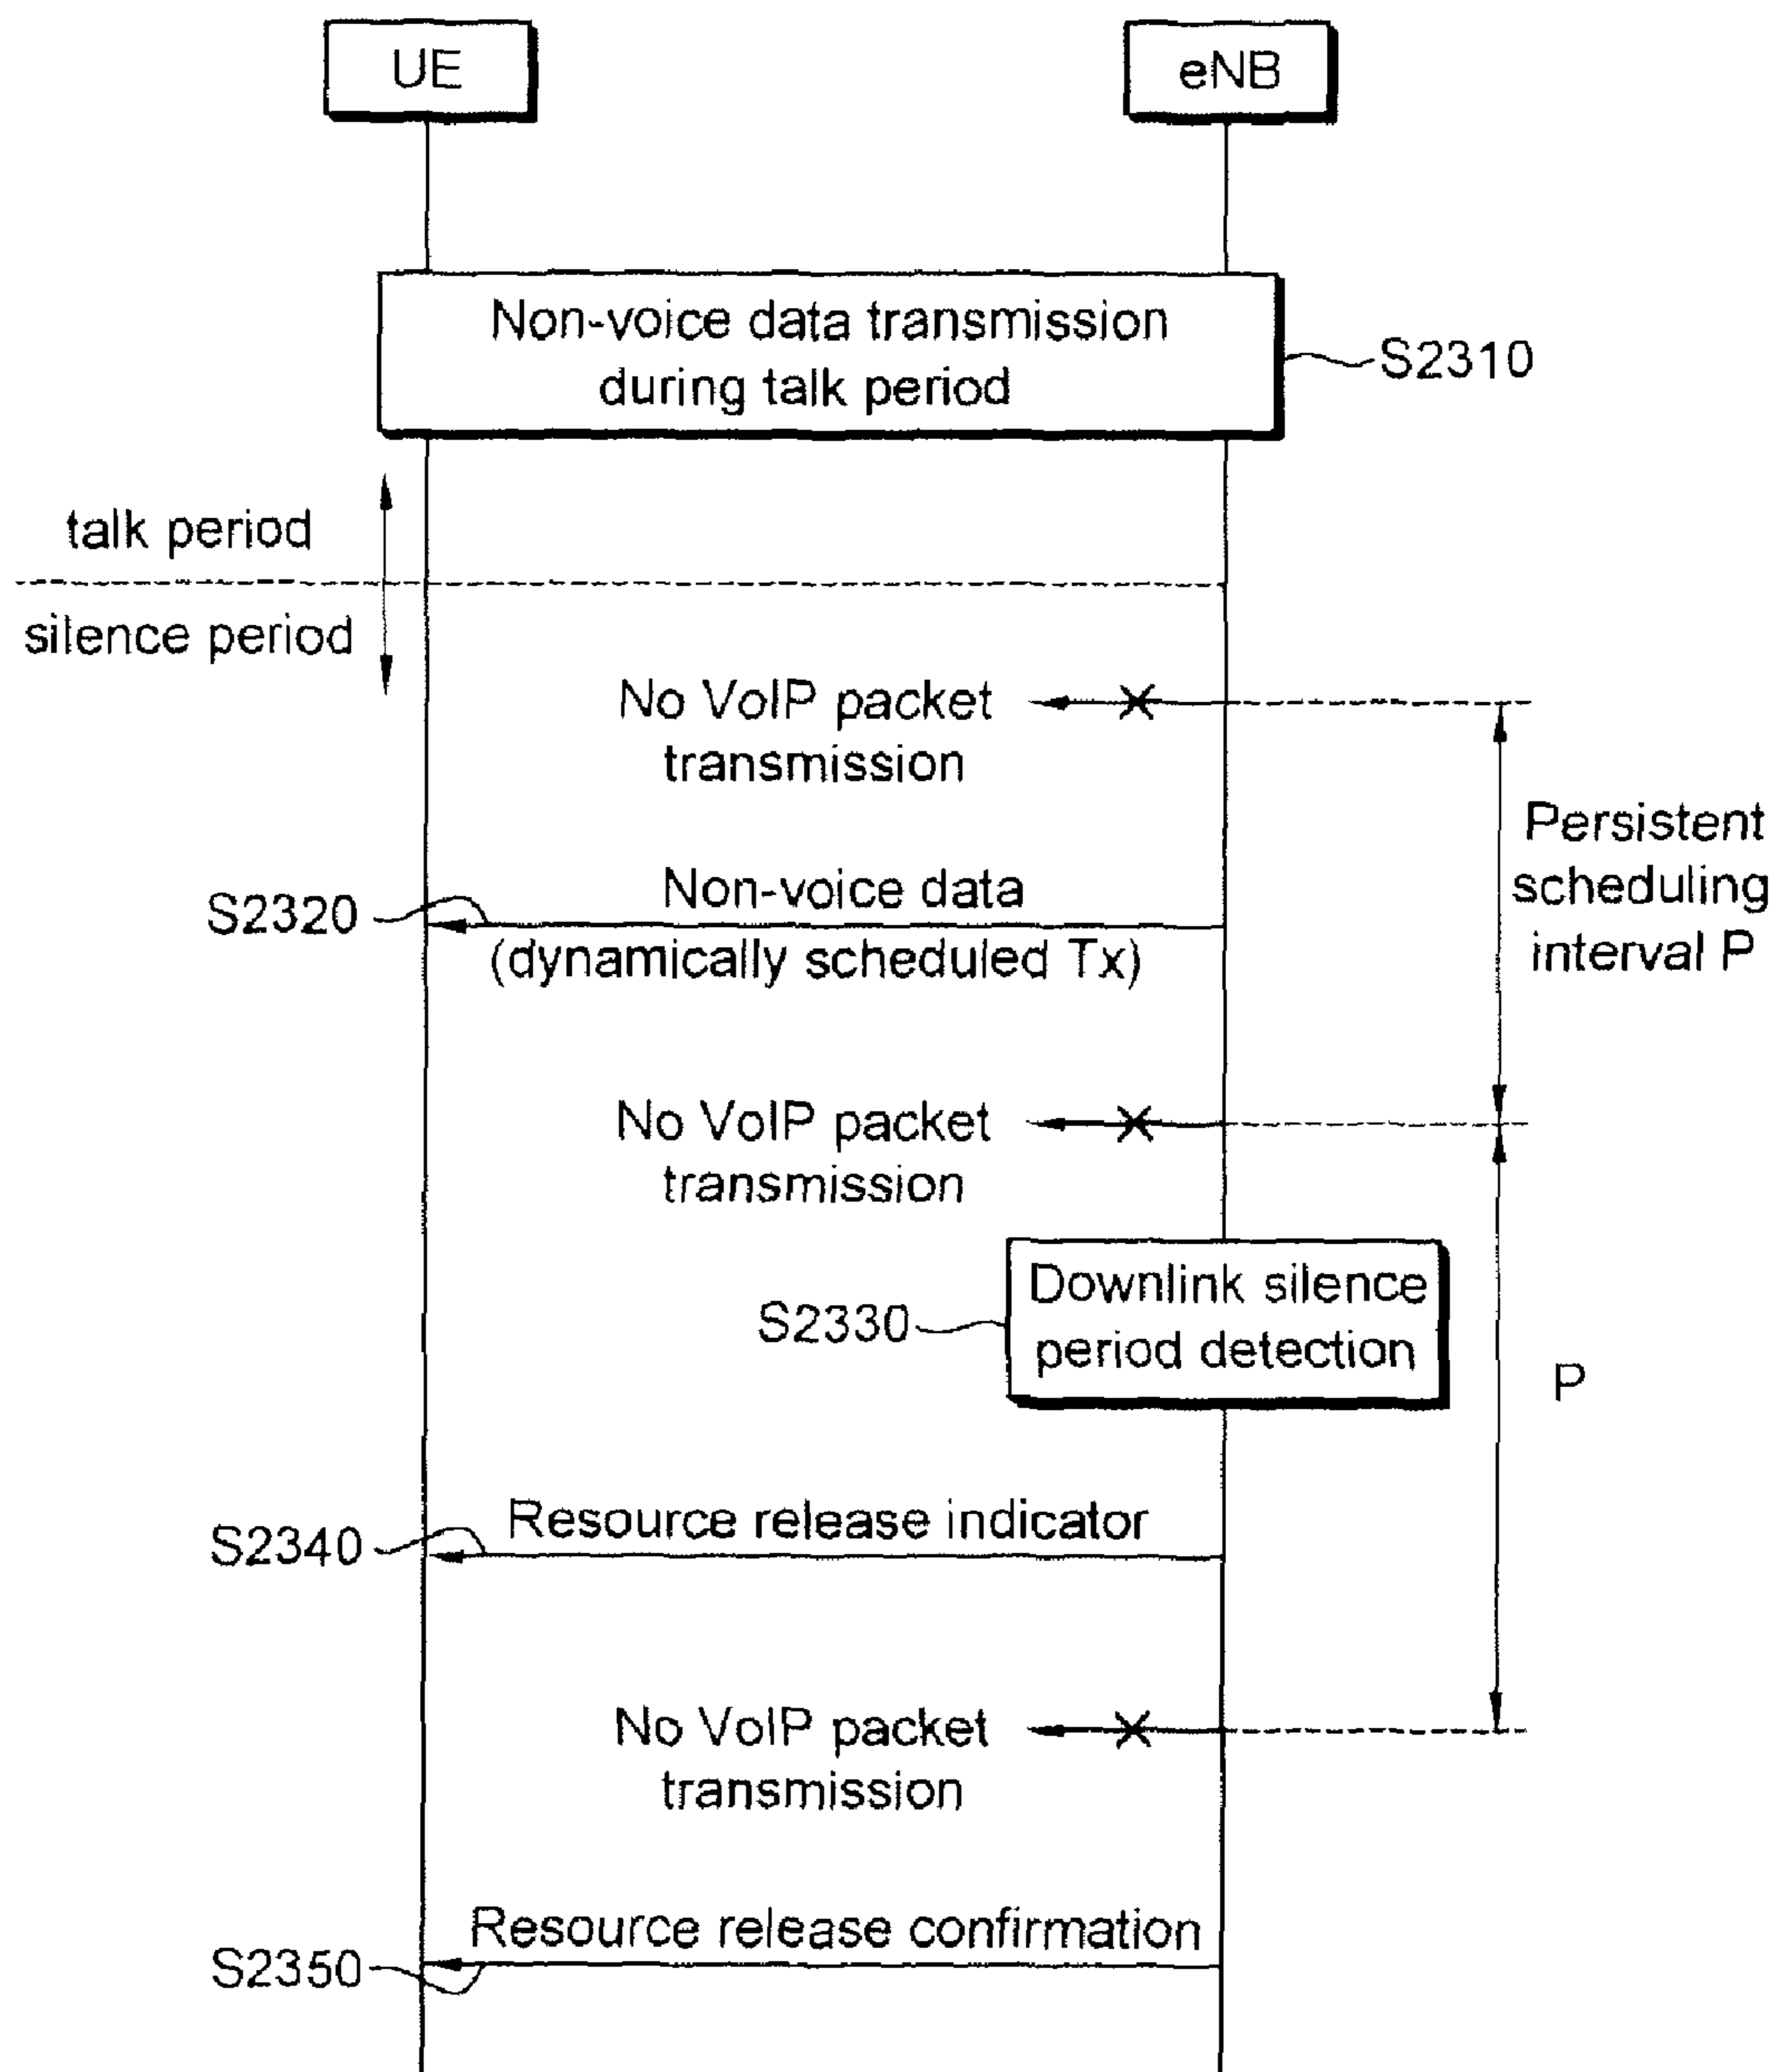 UE
eNB
Non-voice data transmission
during talk period
S2310
talk period
silence period
No VoIP packet
transmission
Persistent
scheduling
interval P
Non-voice data
S2320
(dynamically scheduled Tx)
No VoIP packet
transmission
Downlink silence
period detection
S2330
P
Resource release indicator
S2340
No VoIP packet
transmission
Resource release confirmation
S2350